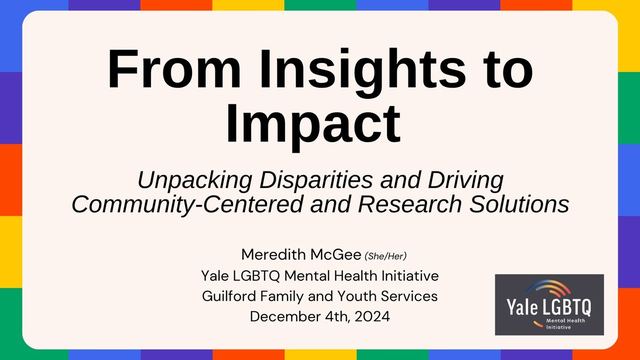 From Insights to
Impact
Unpacking Disparities and Driving
Community-Centered and Research Solutions
Meredith McGee (She/Her)
Yale LGBTQ Mental Health Initiative
Guilford Family and Youth Services
December 4th, 2024
Yale LGBTQ
Mental Health
Initiative